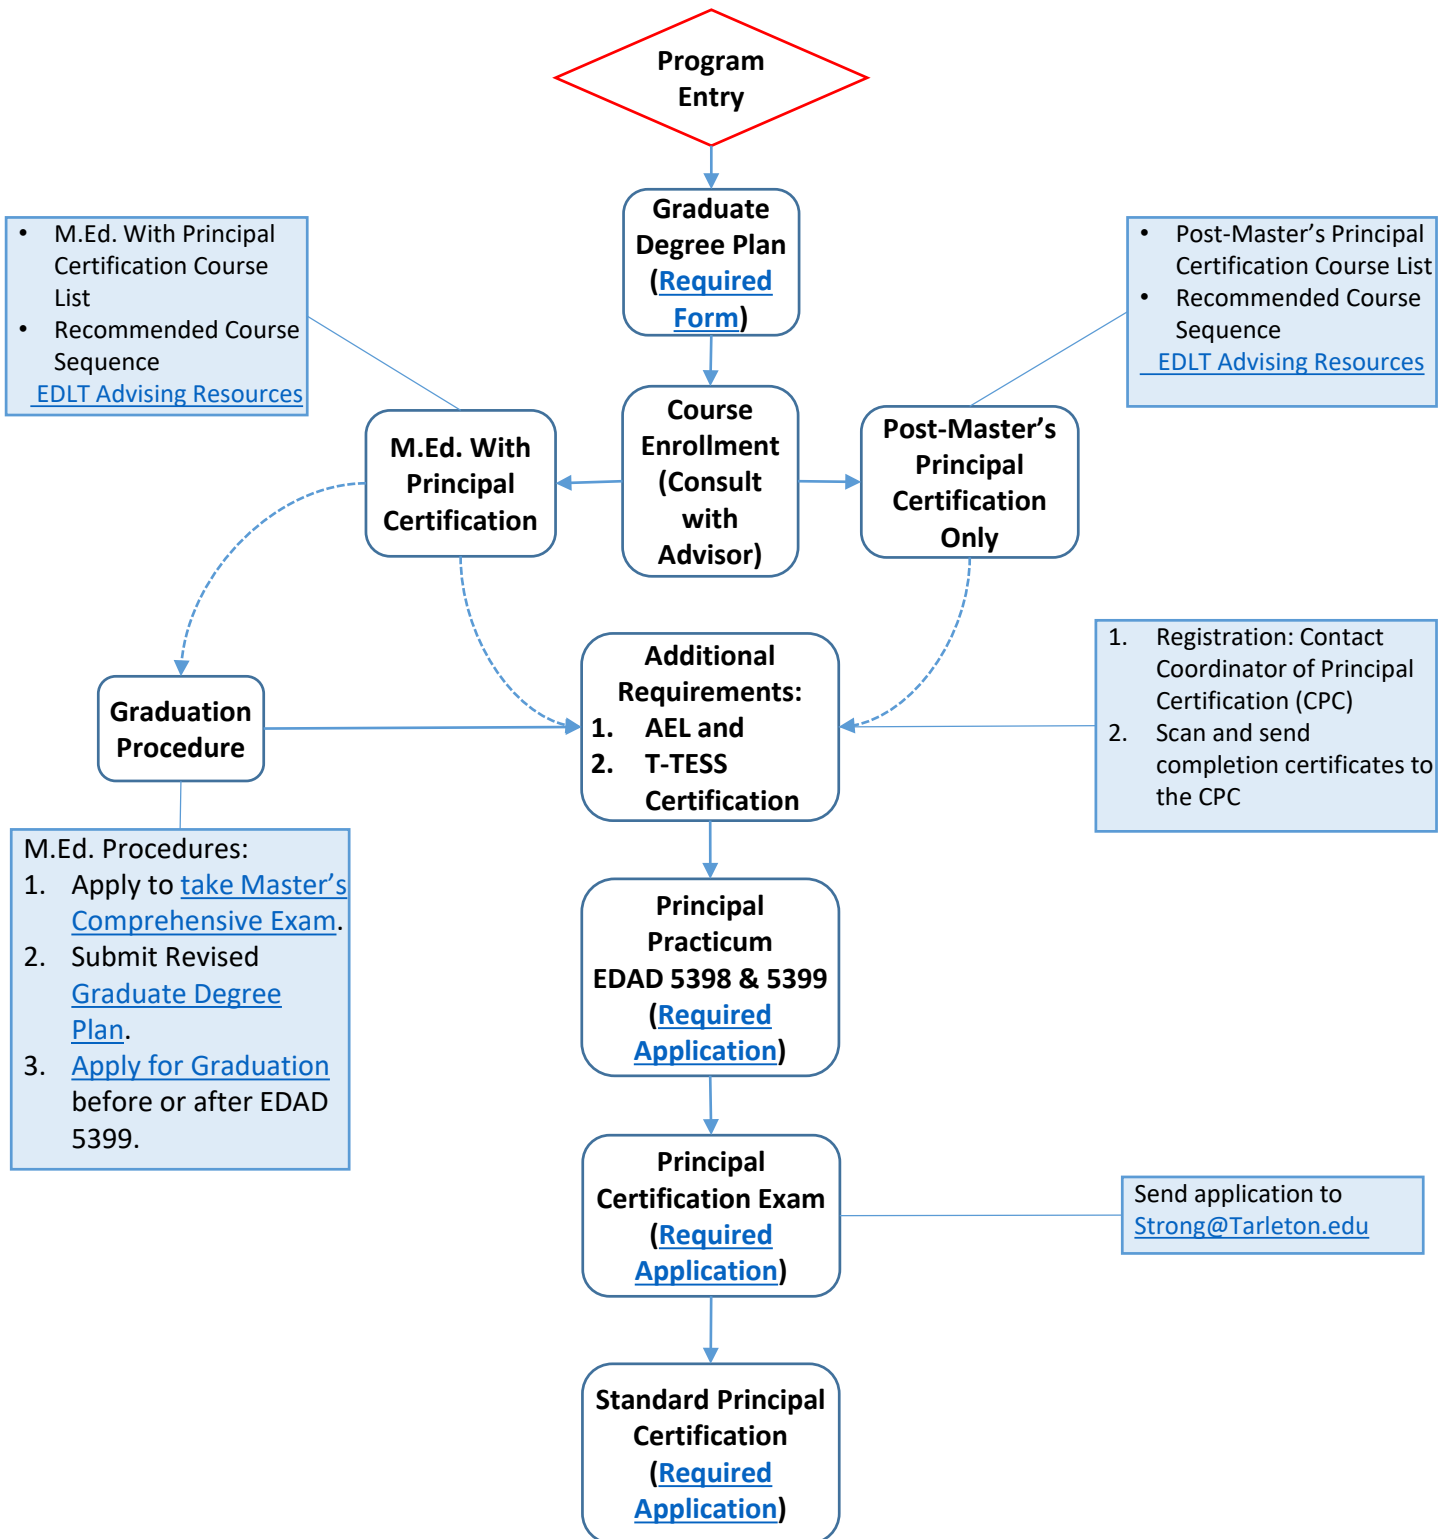 Program
Entry
Graduate
Degree Plan
(Required
Form)
• M.Ed. With Principal
Certification Course
List
• Recommended Course
Sequence
EDLT Advising Resources
• Post-Master’s Principal
Certification Course List
• Recommended Course
Sequence
EDLT Advising Resources
M.Ed. With
Principal
Certification
Course
Enrollment
(Consult
with
Advisor)
Post-Master’s
Principal
Certification
Only
Graduation
Procedure
Additional
Requirements:
1. AEL and
2. T-TESS
Certification
1. Registration: Contact
Coordinator of Principal
Certification (CPC)
2. Scan and send
completion certificates to
the CPC
M.Ed. Procedures:
1. Apply to take Master’s
Comprehensive Exam.
2. Submit Revised
Graduate Degree
Plan.
3. Apply for Graduation
before or after EDAD
5399.
Principal
Practicum
EDAD 5398 & 5399
(Required
Application)
Principal
Certification Exam
(Required
Application)
Send application to
Strong@Tarleton.edu
Standard Principal
Certification
(Required
Application)